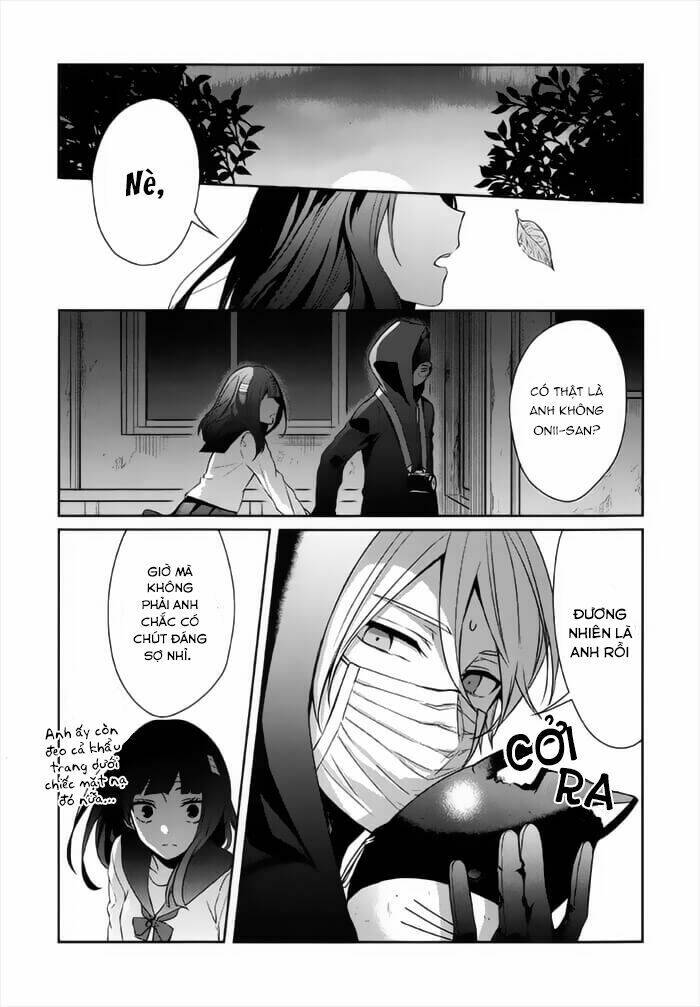 Nè,
CÓ THẬT LÀ
ANH KHÔNG
ONII-SAN?
ĐƯƠNG
NHIÊN LÀ
ANH RỒI
CỞI
RA
GIỜ MÀ
KHÔNG
PHẢI ANH
CHẮC CÓ
CHÚT ĐÁNG
SỢ NHỈ.
Anh ấy còn
đeo cả khẩu
trang dưới
chiếc mặt nạ
đó nữa...